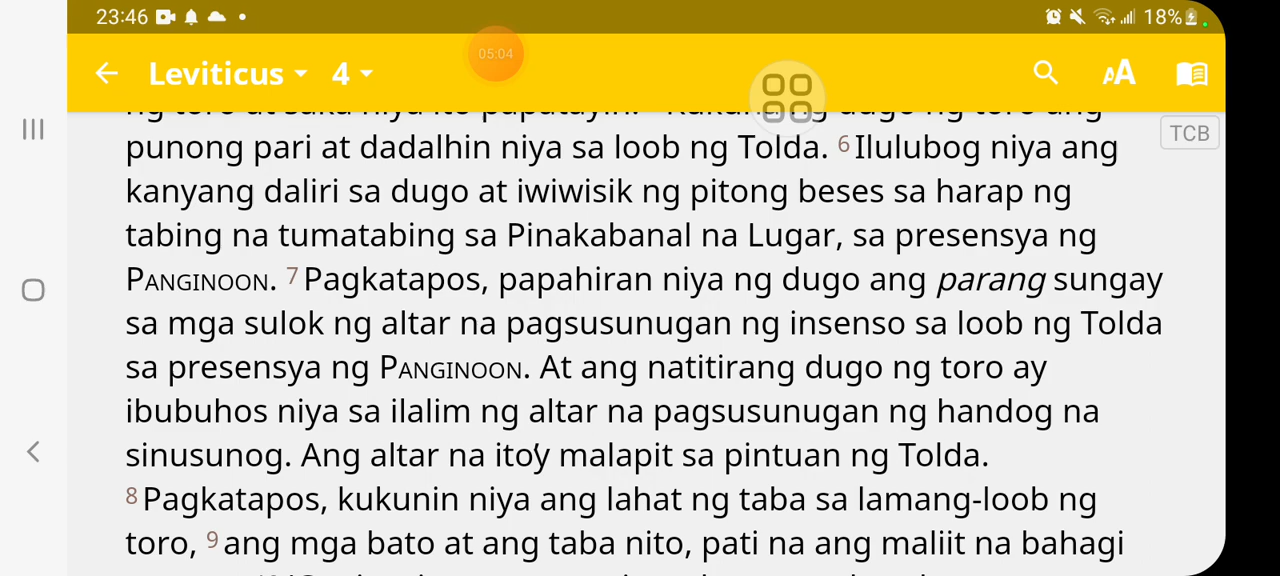 23:46 18%
05:04
Leviticus 4
TCB
punong pari at dadalhin niya sa loob ng Tolda. 6 Ilulubog niya ang
kanyang daliri sa dugo at iwiwisik ng pitong beses sa harap ng
tabing na tumatabing sa Pinakabanal na Lugar, sa presensya ng
PANGINOON. 7 Pagkatapos, papahiran niya ng dugo ang parang sungay
sa mga sulok ng altar na pagsusunugan ng insenso sa loob ng Tolda
sa presensya ng PANGINOON. At ang natitirang dugo ng toro ay
ibubuhos niya sa ilalim ng altar na pagsusunugan ng handog na
sinusunog. Ang altar na itoʼy malapit sa pintuan ng Tolda.
8 Pagkatapos, kukunin niya ang lahat ng taba sa lamang-loob ng
toro, 9 ang mga bato at ang taba nito, pati na ang maliit na bahagi